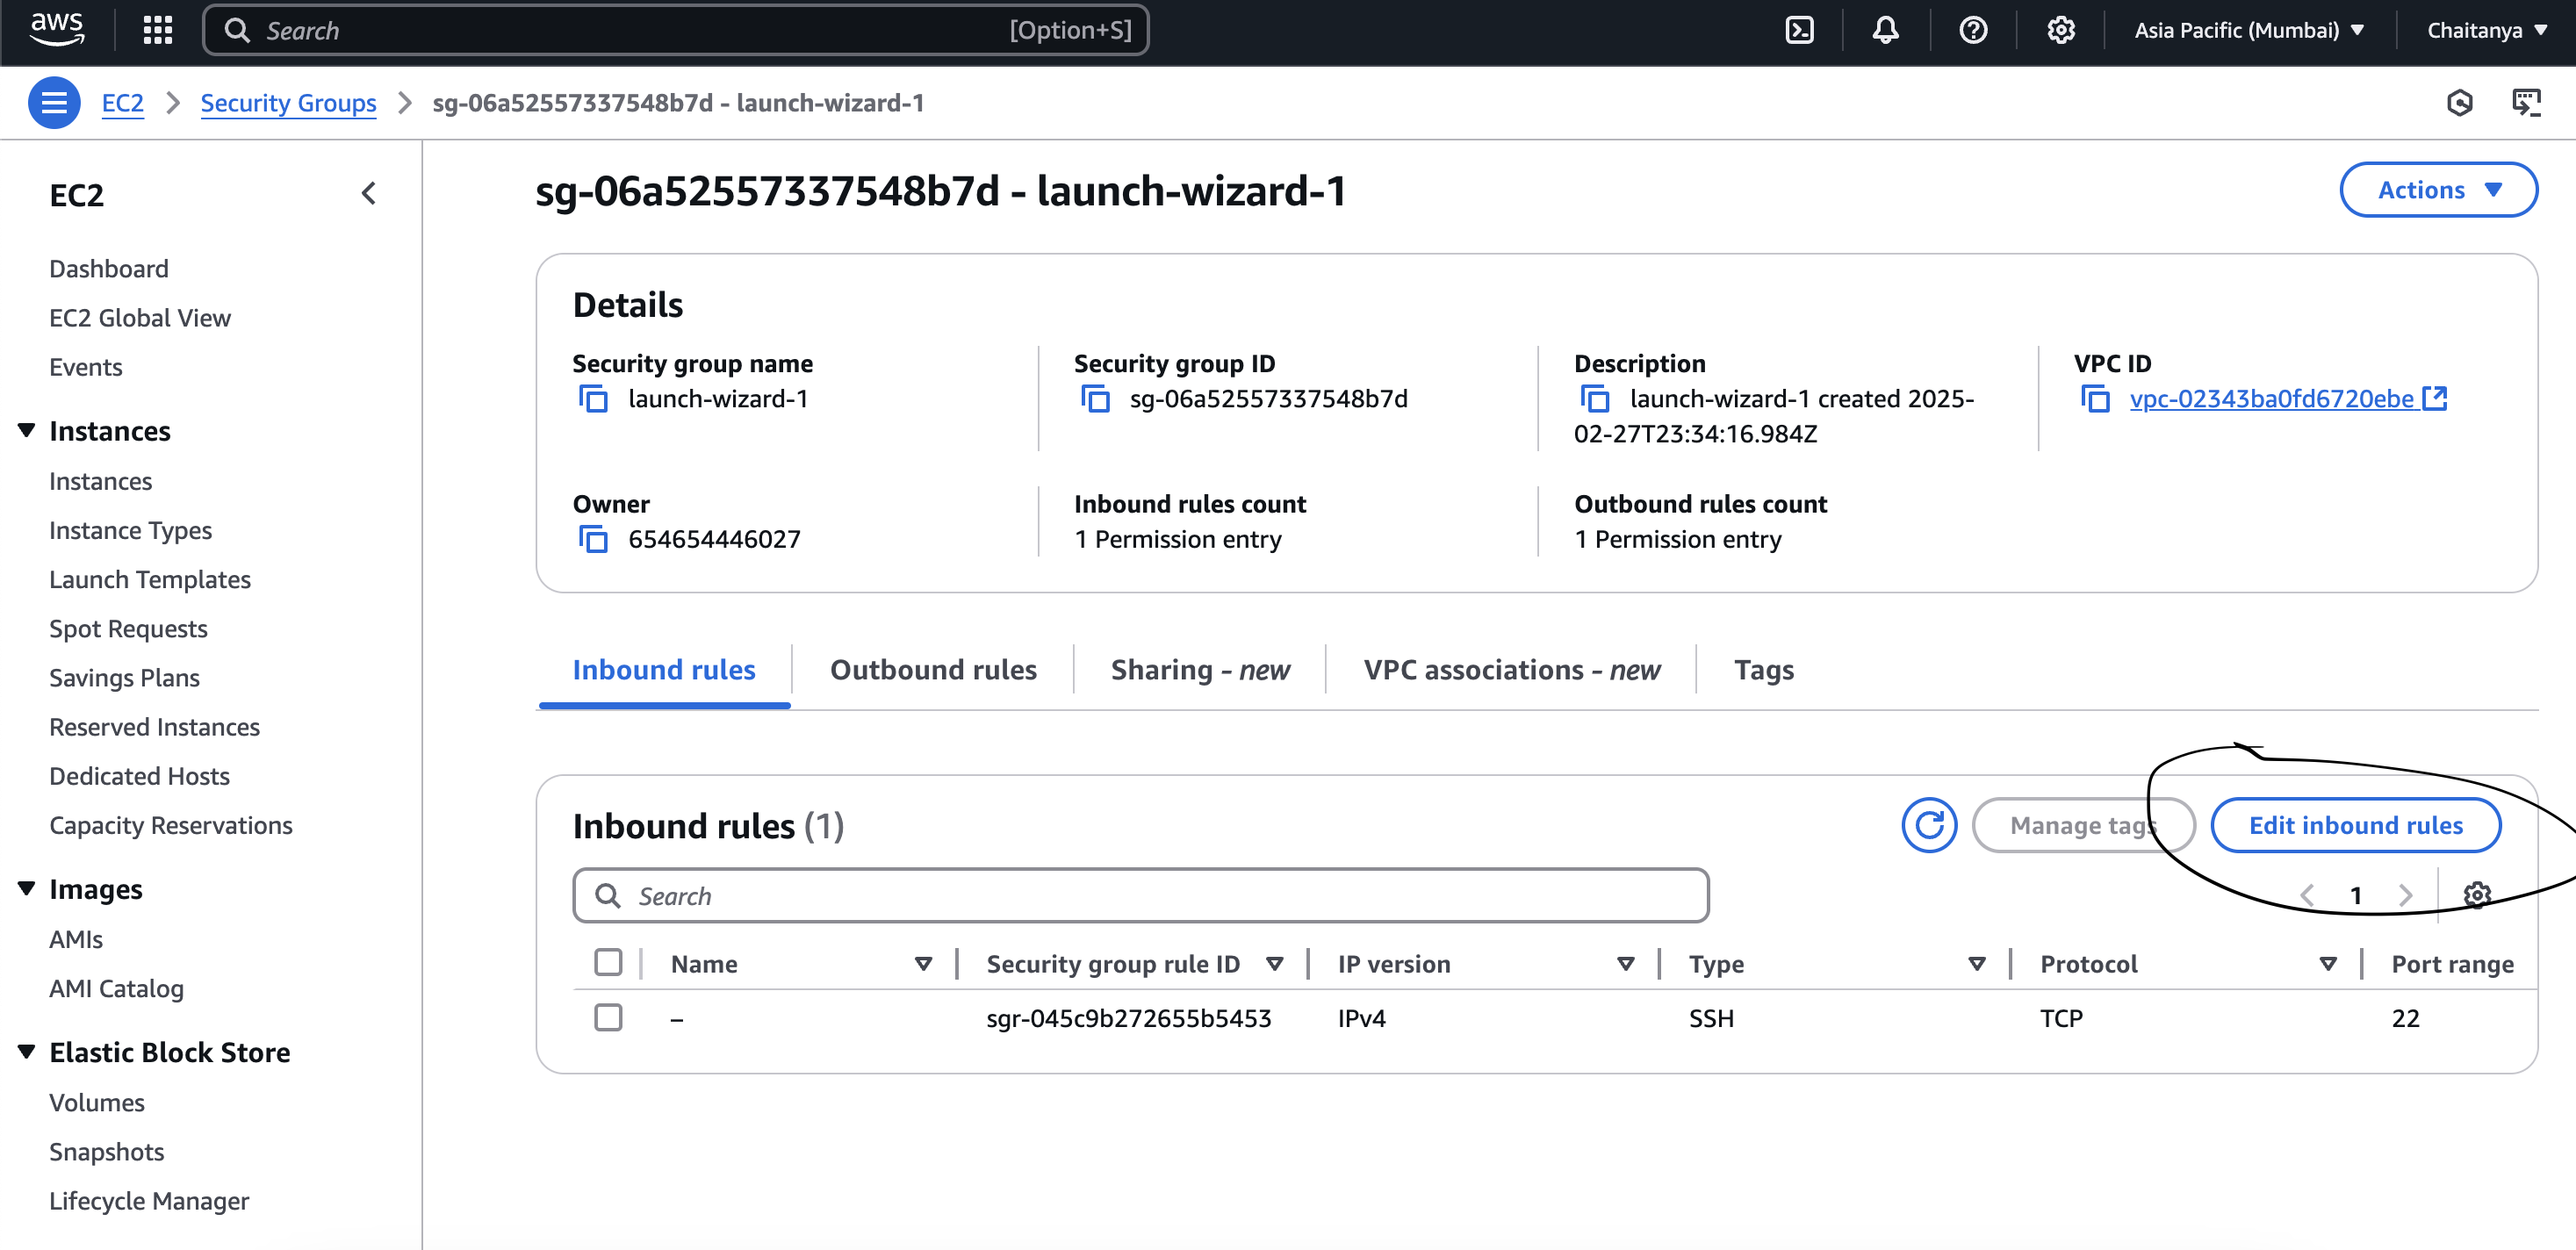 aws Search [Option+S] Asia Pacific (Mumbai) Chaitanya
EC2 Security Groups sg-06a52557337548b7d - launch-wizard-1
EC2
Dashboard
EC2 Global View
Events
Instances
Instances
Instance Types
Launch Templates
Spot Requests
Savings Plans
Reserved Instances
Dedicated Hosts
Capacity Reservations
Images
AMIs
AMI Catalog
Elastic Block Store
Volumes
Snapshots
Lifecycle Manager
sg-06a52557337548b7d - launch-wizard-1
Actions
Details
Security group name
launch-wizard-1
Security group ID
sg-06a52557337548b7d
Description
launch-wizard-1 created 2025-
02-27T23:34:16.984Z
VPC ID
vpc-02343ba0fd6720ebe
Owner
654654446027
Inbound rules count
1 Permission entry
Outbound rules count
1 Permission entry
Inbound rules Outbound rules Sharing - new VPC associations - new Tags
Inbound rules (1)
Manage tags Edit inbound rules
Search
1
Name Security group rule ID IP version Type Protocol Port range
– sgr-045c9b272655b5453 IPv4 SSH TCP 22